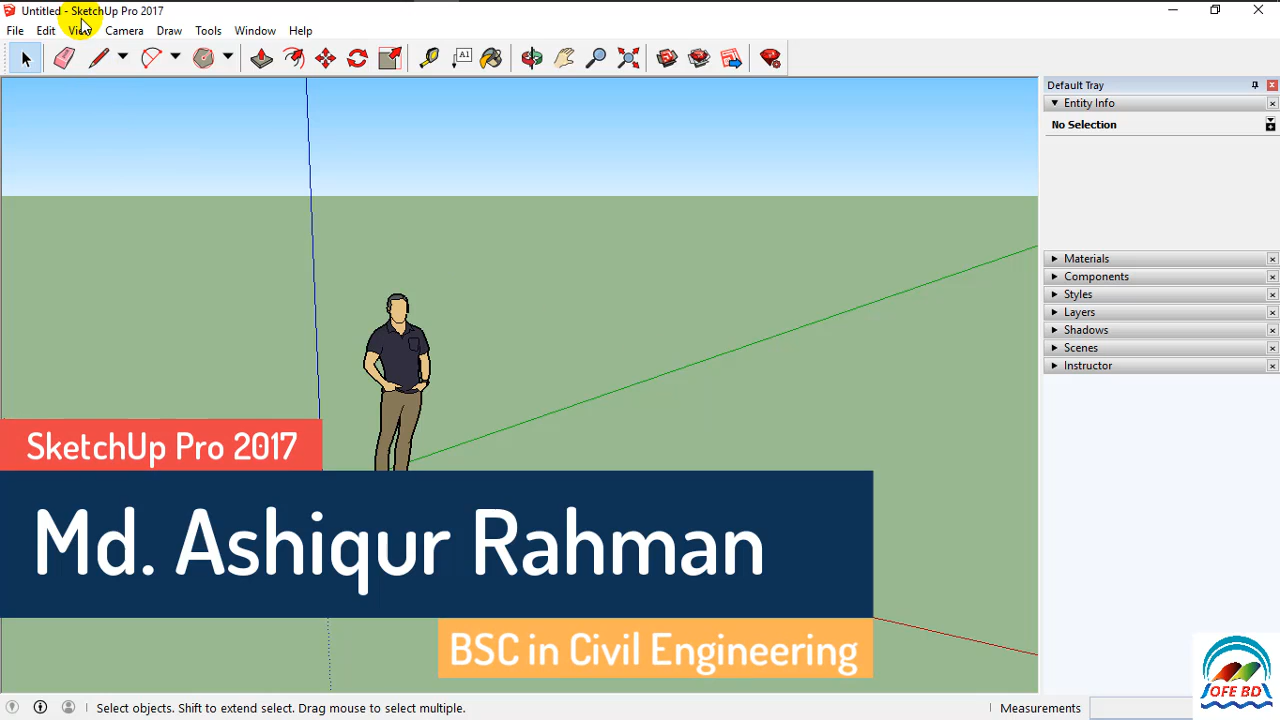 Untitled - SketchUp Pro 2017
File Edit View Camera Draw Tools Window Help
A1
Default Tray
Entity Info
No Selection
Materials
Components
Styles
Layers
Shadows
Scenes
Instructor
SketchUp Pro 2017
Md. Ashiqur Rahman
BSC in Civil Engineering
OFE BD
Select objects. Shift to extend select. Drag mouse to select multiple.
Measurements